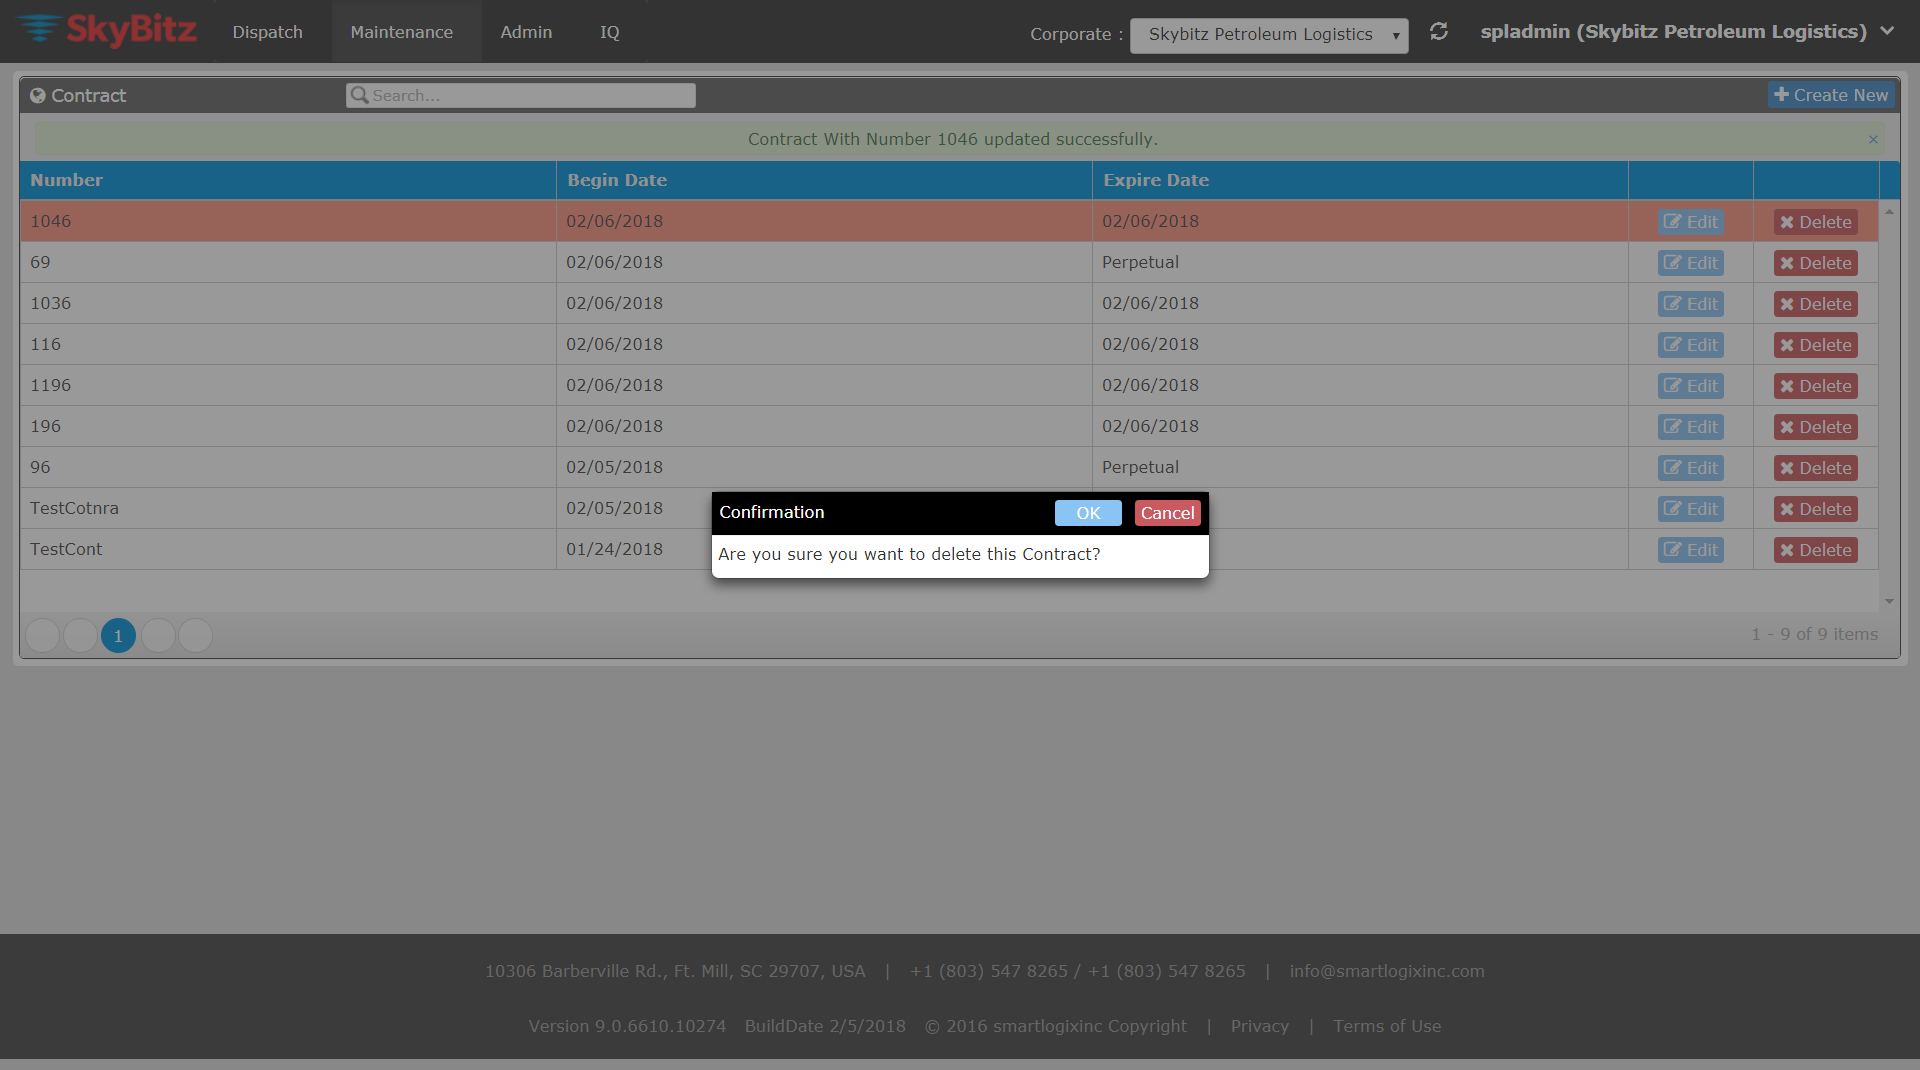 SkyBitz Dispatch Maintenance Admin IQ Corporate : Skybitz Petroleum Logistics spladmin (Skybitz Petroleum Logistics)
Contract Search... Create New
Contract With Number 1046 updated successfully. ×
Number Begin Date Expire Date
1046 02/06/2018 02/06/2018 Edit Delete
69 02/06/2018 Perpetual Edit Delete
1036 02/06/2018 02/06/2018 Edit Delete
116 02/06/2018 02/06/2018 Edit Delete
1196 02/06/2018 02/06/2018 Edit Delete
196 02/06/2018 02/06/2018 Edit Delete
96 02/05/2018 Perpetual Edit Delete
TestCotnra 02/05/2018 Edit Delete
Confirmation OK Cancel
TestCont 01/24/2018 Edit Delete
Are you sure you want to delete this Contract?
1 1 - 9 of 9 items
10306 Barberville Rd., Ft. Mill, SC 29707, USA | +1 (803) 547 8265 / +1 (803) 547 8265 | info@smartlogixinc.com
Version 9.0.6610.10274 BuildDate 2/5/2018 © 2016 smartlogixinc Copyright | Privacy | Terms of Use